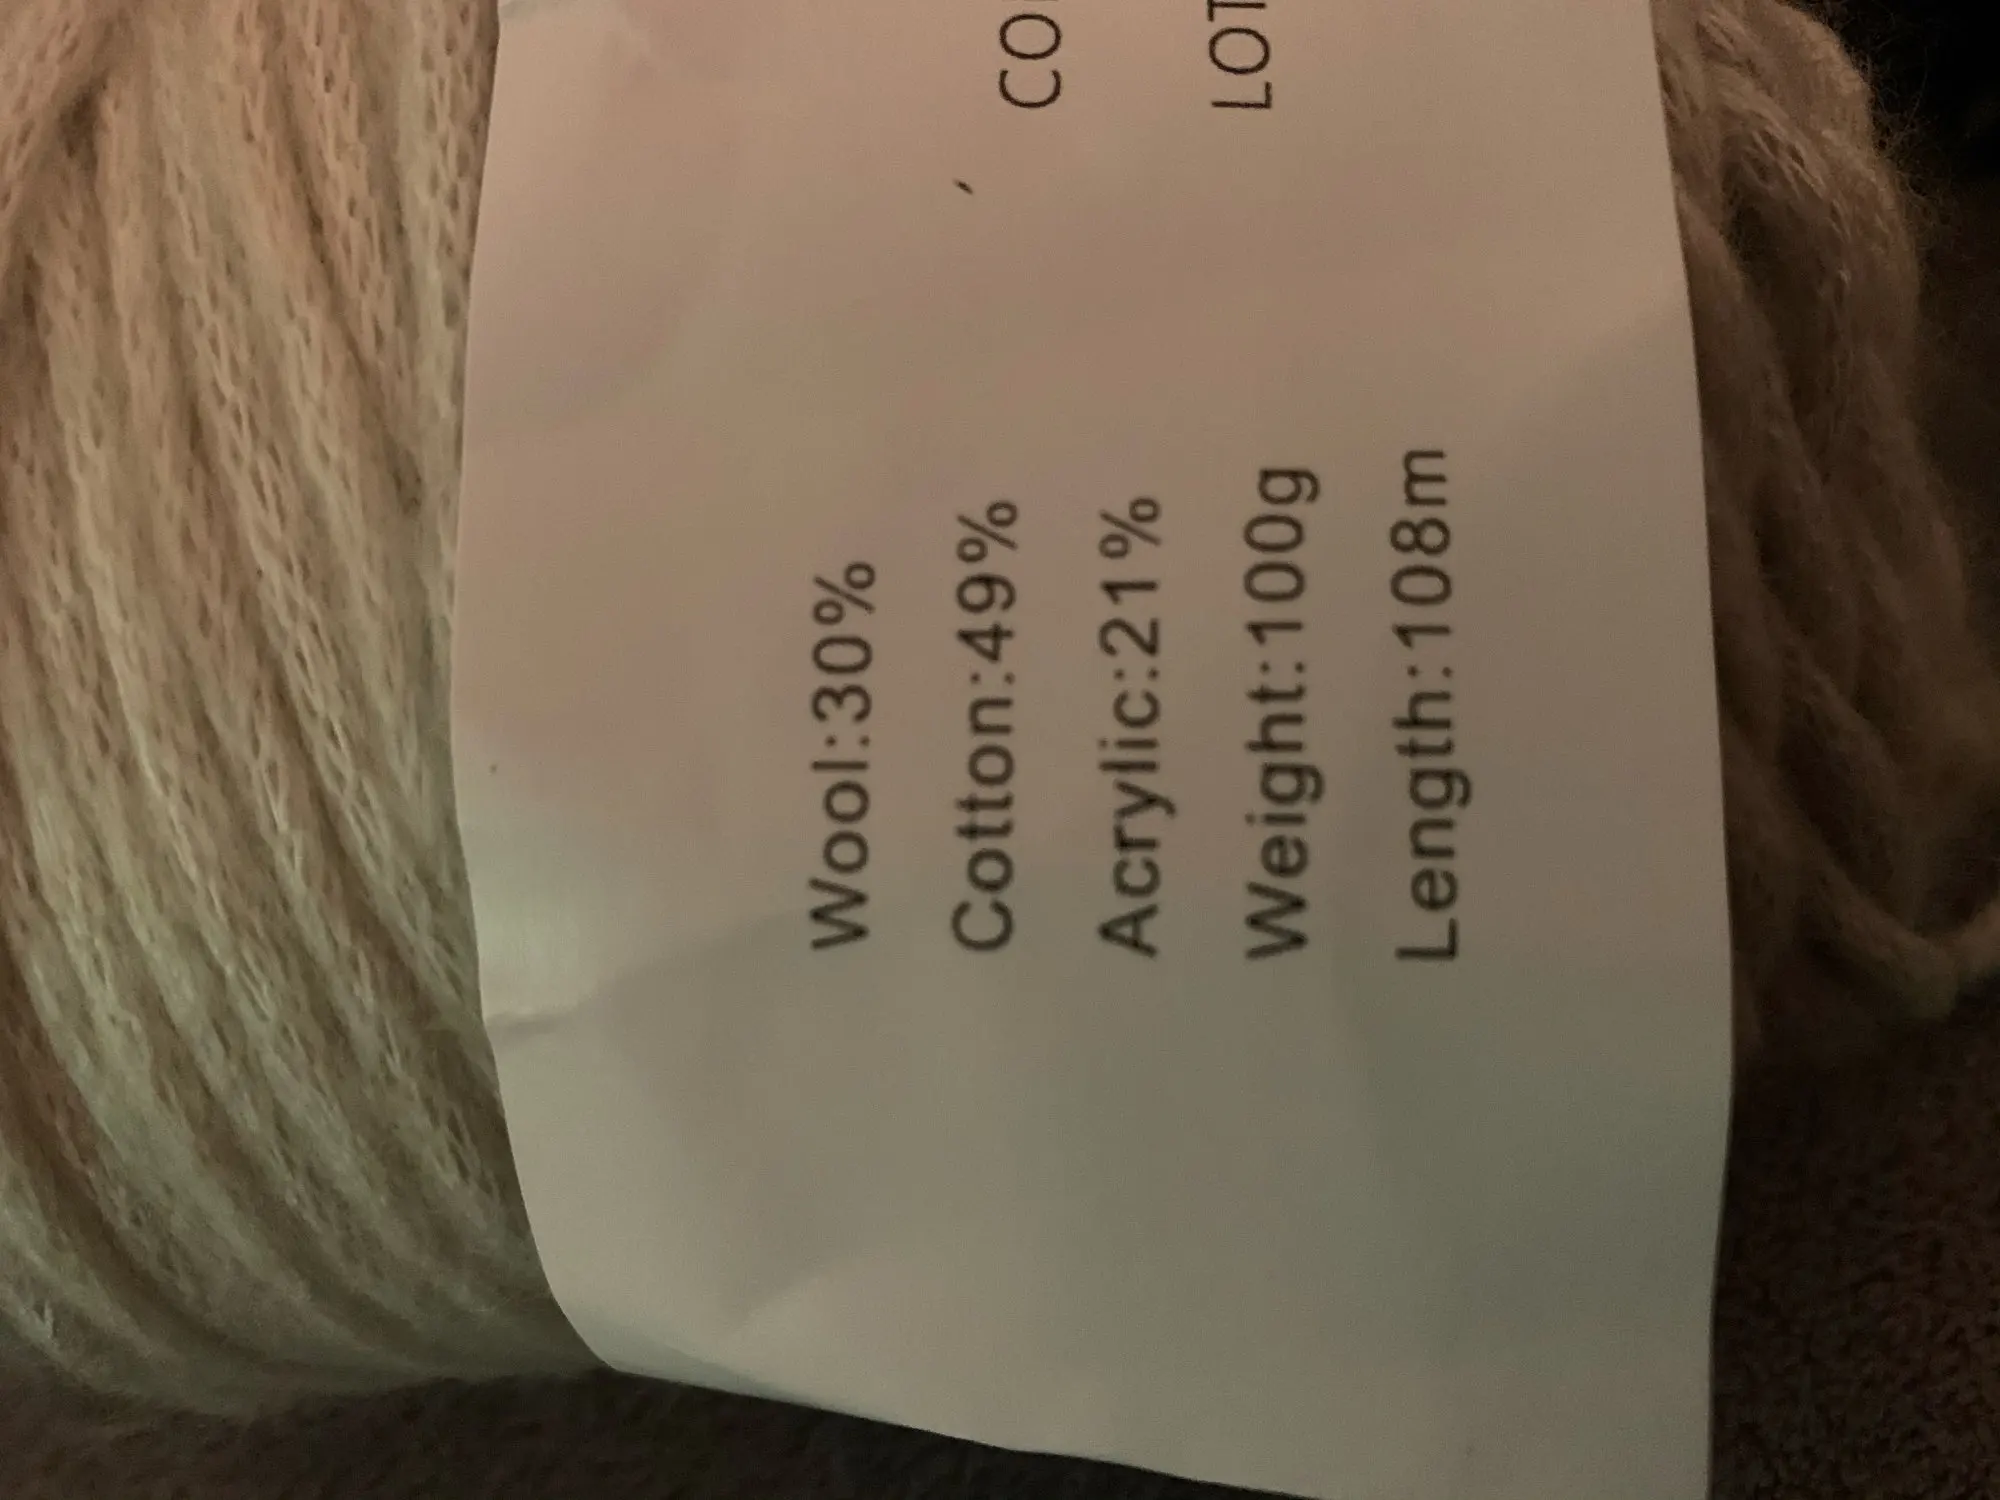 Wool:30%
Cotton:49%
Acrylic:21%
Weight:100g
Length:108m